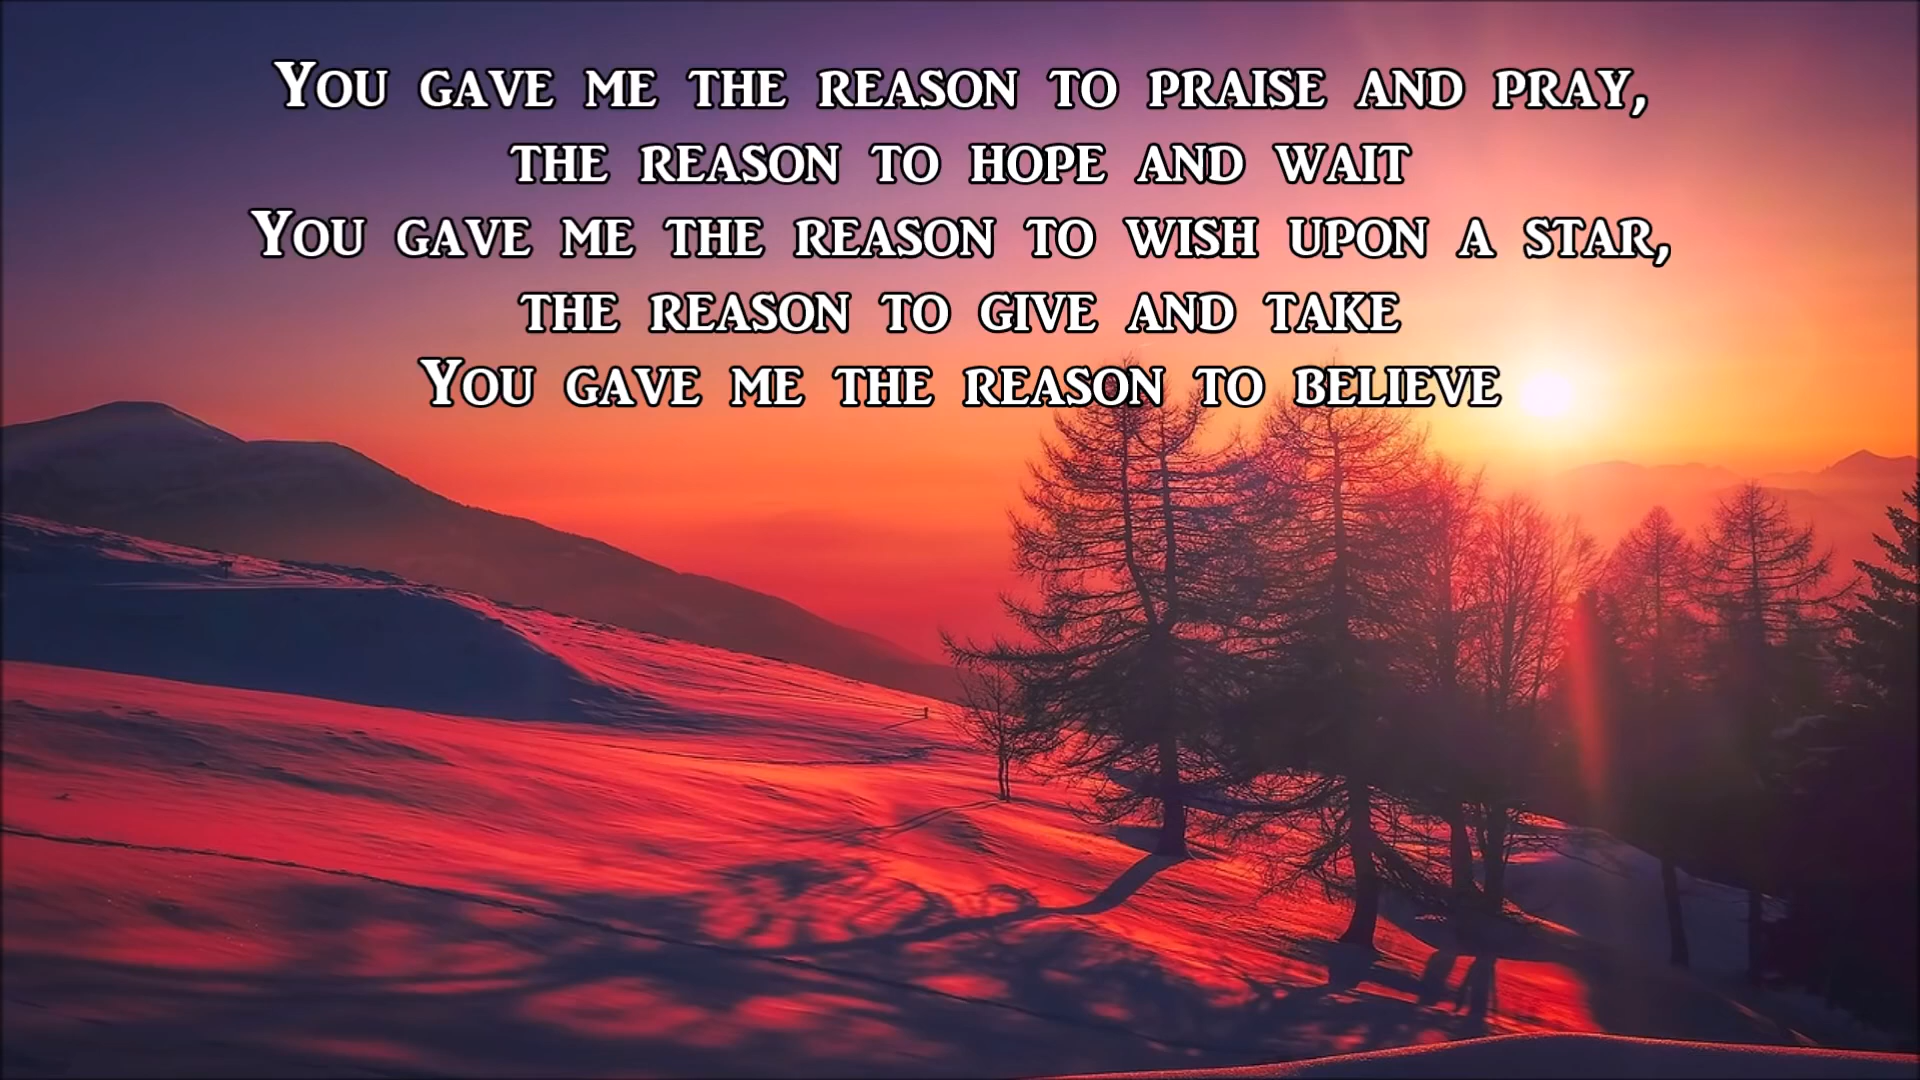 You gave me the reason to praise and pray,
the reason to hope and wait
You gave me the reason to wish upon a star,
the reason to give and take
You gave me the reason to believe